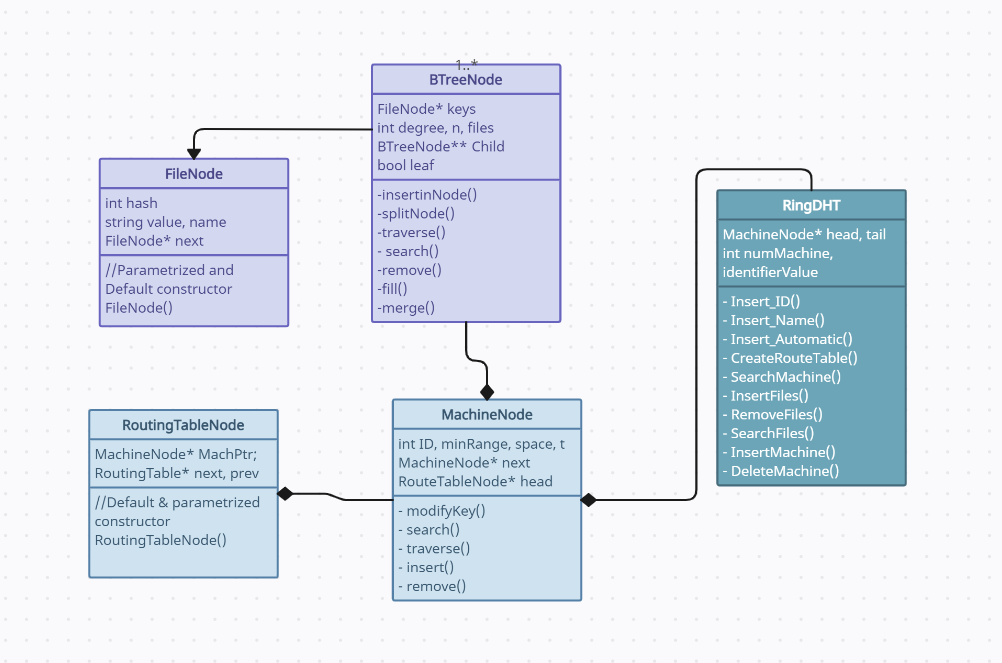 1..*
BTreeNode
FileNode* keys
int degree, n, files
BTreeNode** Child
bool leaf
-insertinNode()
-splitNode()
-traverse()
- search()
-remove()
-fill()
-merge()
FileNode
int hash
string value, name
FileNode* next
//Parametrized and
Default constructor
FileNode()
RingDHT
MachineNode* head, tail
int numMachine,
identifierValue
- Insert_ID()
- Insert_Name()
- Insert_Automatic()
- CreateRouteTable()
- SearchMachine()
- InsertFiles()
- RemoveFiles()
- SearchFiles()
- InsertMachine()
- DeleteMachine()
RoutingTableNode
MachineNode* MachPtr;
RoutingTable* next, prev
//Default & parametrized
constructor
RoutingTableNode()
MachineNode
int ID, minRange, space, t
MachineNode* next
RouteTableNode* head
- modifyKey()
- search()
- traverse()
- insert()
- remove()